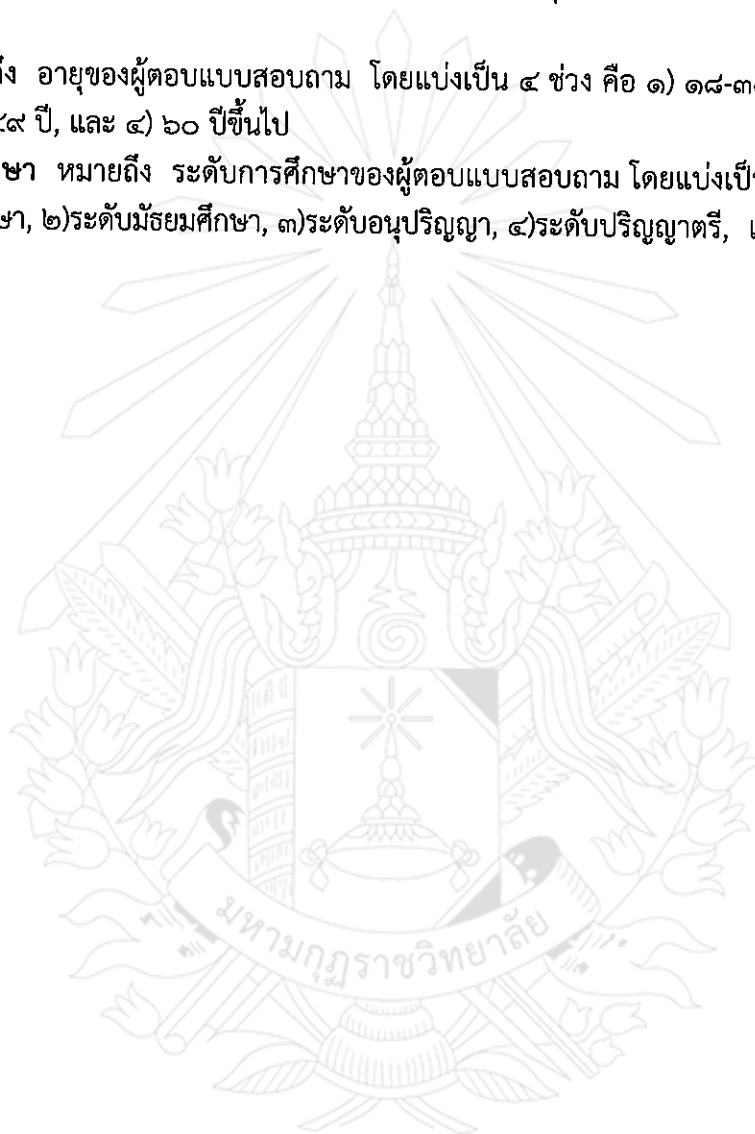 อายุของผู้ตอบแบบสอบถาม โดยแบ่งเป็น ๔ ช่วง คือ ๑) ๑๘-
ปี, และ ๔) ๖๐ ปีขึ้นไป
หมายถึง ระดับการศึกษาของผู้ตอบแบบสอบถาม โดยแบ่งเป็น
๒)ระดับมัธยมศึกษา, ๓)ระดับอนุปริญญา, ๔)ระดับปริญญาตรี,
มหามกุฏราชวิทยาลัย